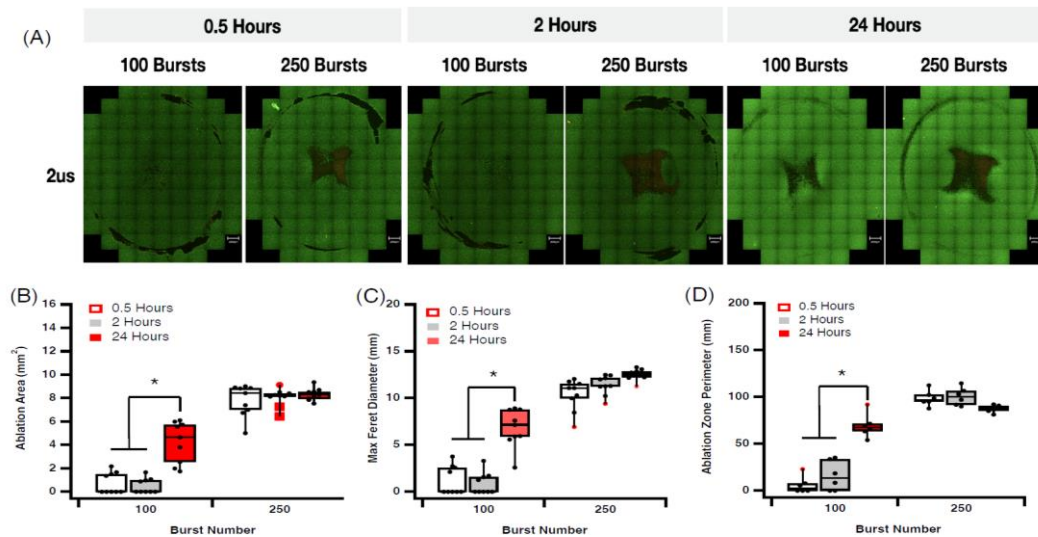 (A)
0.5 Hours
2 Hours
24 Hours
100 Bursts
250 Bursts
100 Bursts
250 Bursts
100 Bursts
250 Bursts
2us
(B)
16
14
12
10
8
6
4
2
0
Ablation Area (mm²)
0.5 Hours
2 Hours
24 Hours
*
100
250
Burst Number
(C)
20
15
10
5
0
Max Feret Diameter (mm)
0.5 Hours
2 Hours
24 Hours
*
100
250
Burst Number
(D)
200
150
100
50
0
Ablation Zone Perimeter (mm)
0.5 Hours
2 Hours
24 Hours
*
100
250
Burst Number